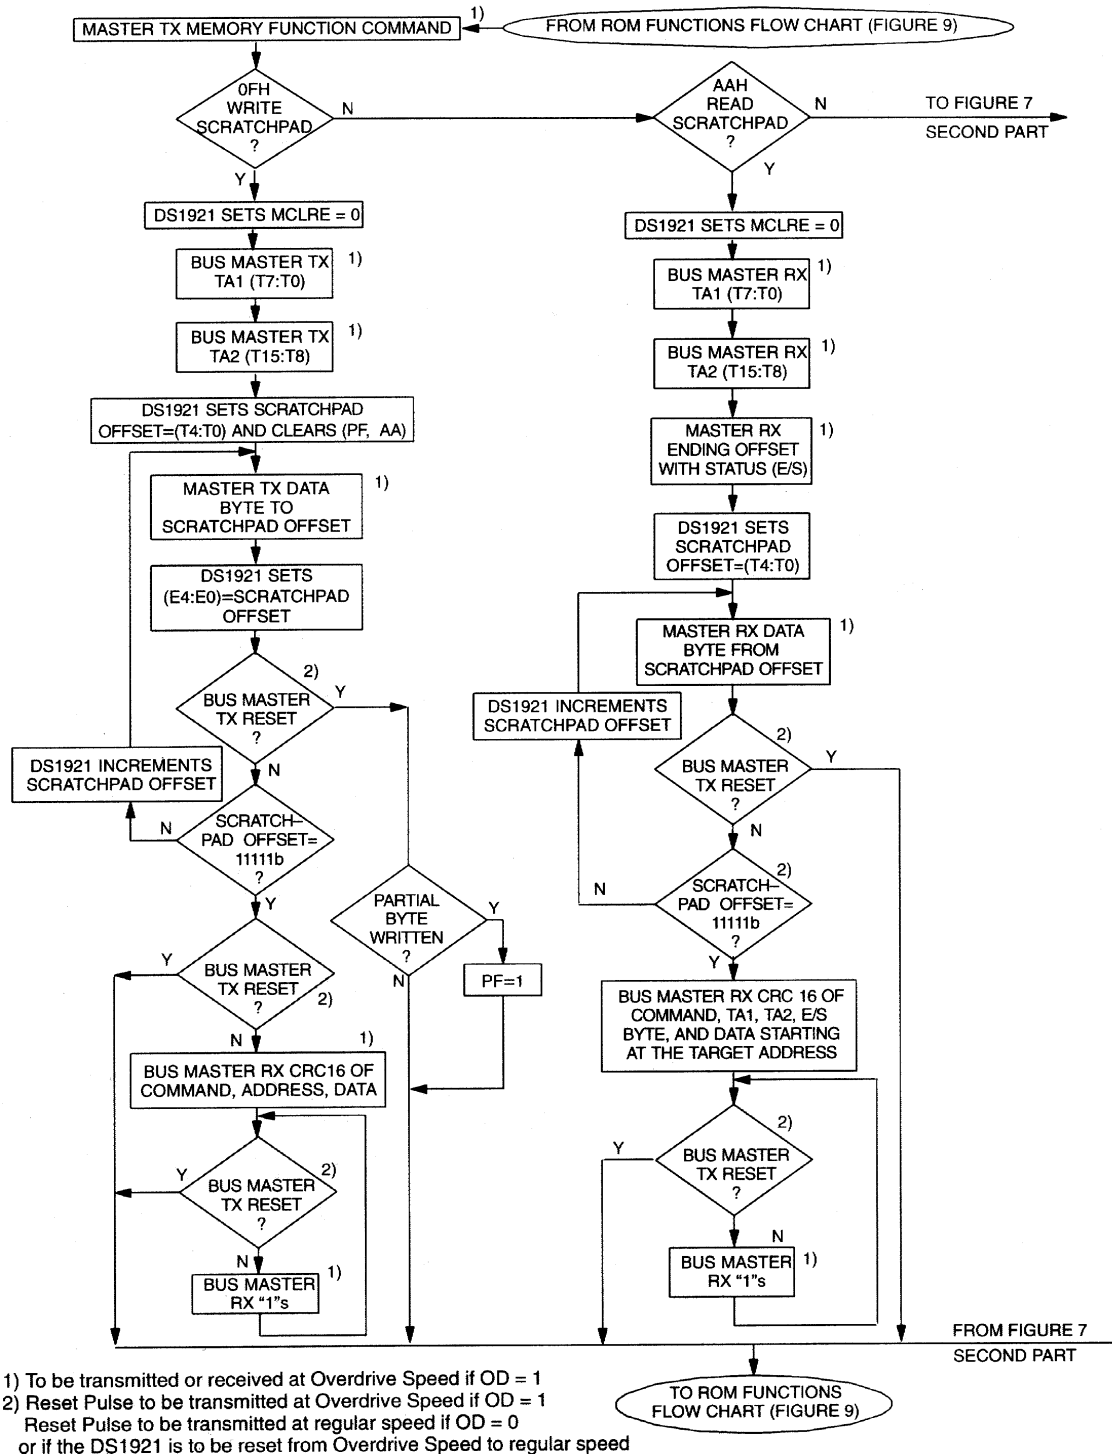 MASTER TX MEMORY FUNCTION COMMAND
1)
FROM ROM FUNCTIONS FLOW CHART (FIGURE 9)
0FH
WRITE
SCRATCHPAD
?
N
Y
AAH
READ
SCRATCHPAD
?
N
Y
TO FIGURE 7
SECOND PART
DS1921 SETS MCLRE = 0
BUS MASTER TX
TA1 (T7:T0)
1)
BUS MASTER TX
TA2 (T15:T8)
1)
DS1921 SETS SCRATCHPAD
OFFSET=(T4:T0) AND CLEARS (PF, AA)
MASTER TX DATA
BYTE TO
SCRATCHPAD OFFSET
1)
DS1921 SETS
(E4:E0)=SCRATCHPAD
OFFSET
BUS MASTER
TX RESET
?
2)
Y
N
DS1921 INCREMENTS
SCRATCHPAD OFFSET
SCRATCH–
PAD OFFSET=
11111b
?
N
Y
PARTIAL
BYTE
WRITTEN
?
Y
N
PF=1
BUS MASTER
TX RESET
?
2)
Y
N
BUS MASTER RX CRC16 OF
COMMAND, ADDRESS, DATA
1)
BUS MASTER
TX RESET
?
2)
Y
N
BUS MASTER
RX “1”s
1)
DS1921 SETS MCLRE = 0
BUS MASTER RX
TA1 (T7:T0)
1)
BUS MASTER RX
TA2 (T15:T8)
1)
MASTER RX
ENDING OFFSET
WITH STATUS (E/S)
1)
DS1921 SETS
SCRATCHPAD
OFFSET=(T4:T0)
MASTER RX DATA
BYTE FROM
SCRATCHPAD OFFSET
1)
DS1921 INCREMENTS
SCRATCHPAD OFFSET
BUS MASTER
TX RESET
?
2)
Y
N
SCRATCH–
PAD OFFSET=
11111b
?
2)
N
Y
BUS MASTER RX CRC 16 OF
COMMAND, TA1, TA2, E/S
BYTE, AND DATA STARTING
AT THE TARGET ADDRESS
BUS MASTER
TX RESET
?
2)
Y
N
BUS MASTER
RX “1”s
1)
FROM FIGURE 7
SECOND PART
TO ROM FUNCTIONS
FLOW CHART (FIGURE 9)
1) To be transmitted or received at Overdrive Speed if OD = 1
2) Reset Pulse to be transmitted at Overdrive Speed if OD = 1
Reset Pulse to be transmitted at regular speed if OD = 0
or if the DS1921 is to be reset from Overdrive Speed to regular speed